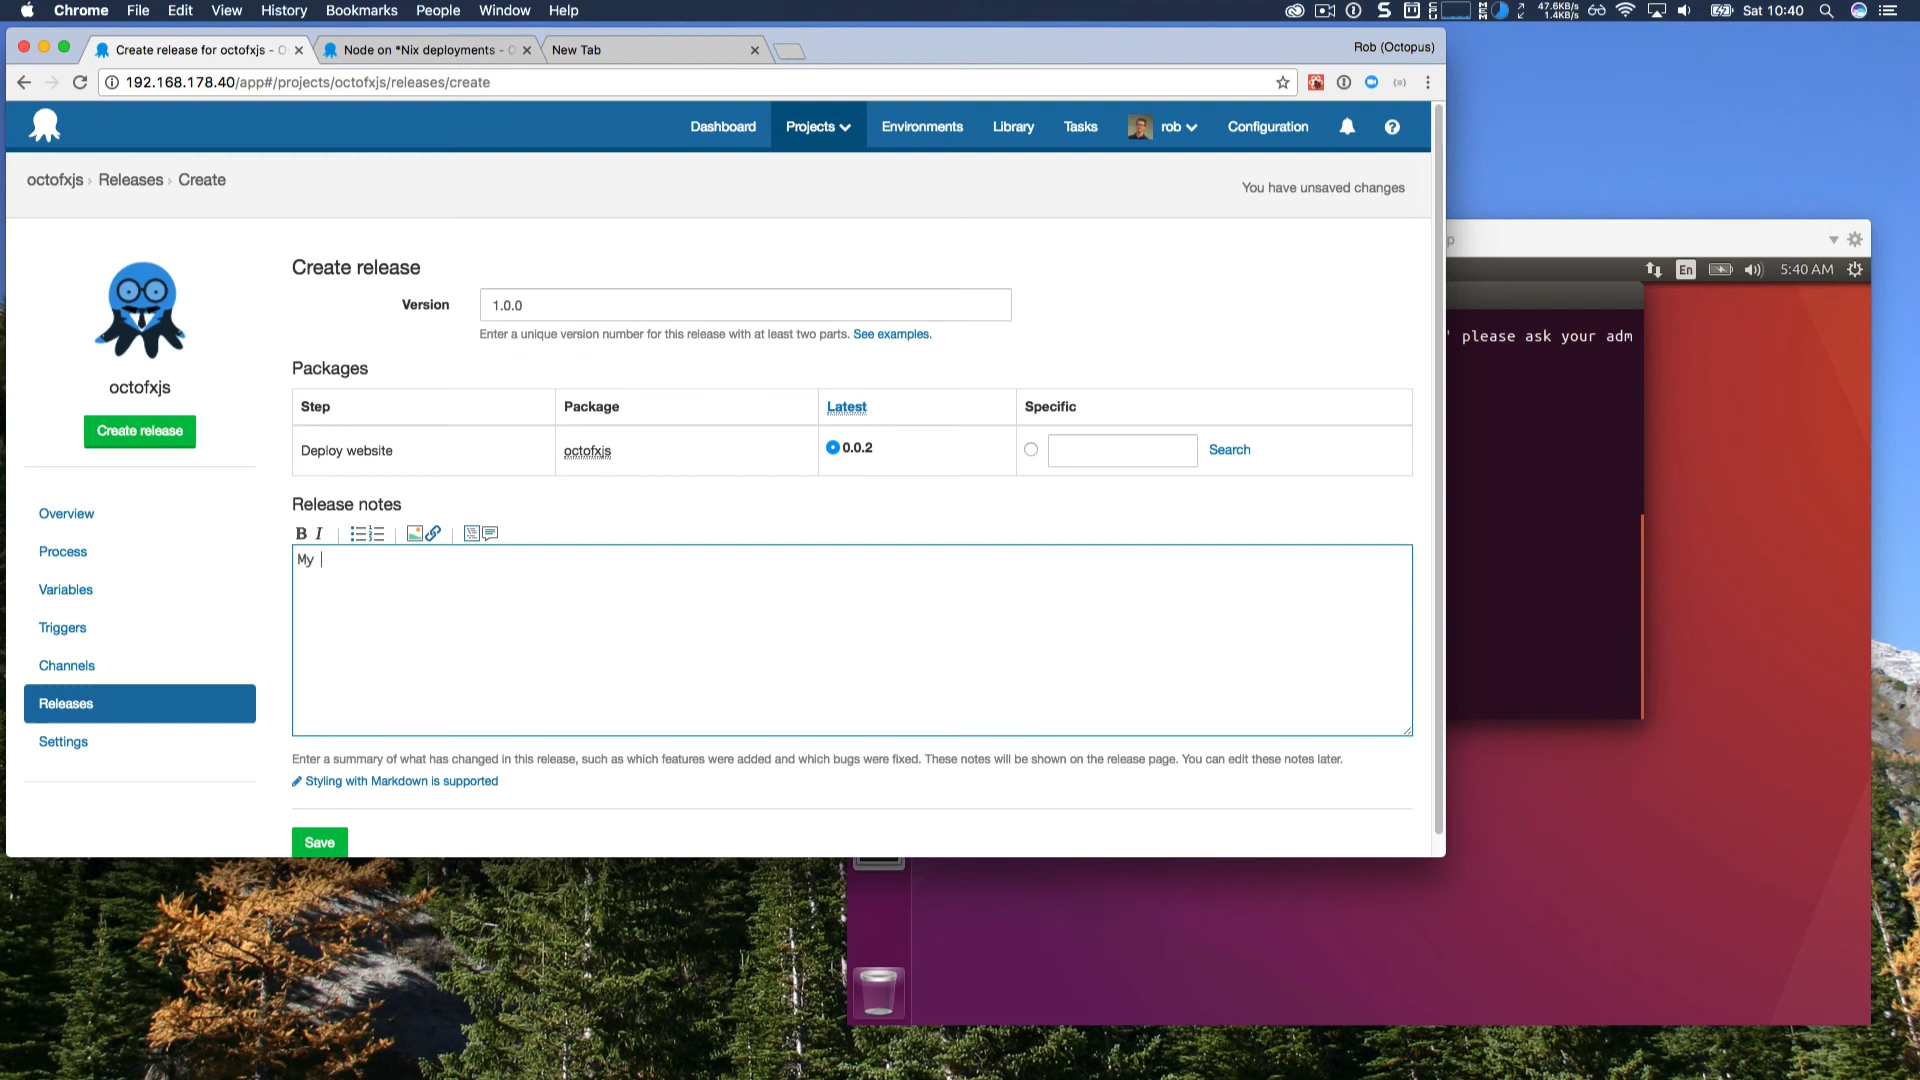 Chrome File Edit View History Bookmarks People Window Help
47.6KB/s
1.4KB/s
Sat 10:40
Create release for octofxjs - O
Node on *Nix deployments - O
New Tab
Rob (Octopus)
192.168.178.40/app#/projects/octofxjs/releases/create
Dashboard Projects Environments Library Tasks rob Configuration
octofxjs › Releases › Create
You have unsaved changes
octofxjs
Create release
Overview
Process
Variables
Triggers
Channels
Releases
Settings
Create release
Version 1.0.0
Enter a unique version number for this release with at least two parts. See examples.
Packages
Step Package Latest Specific
Deploy website octofxjs 0.0.2 Search
Release notes
B I
My
Enter a summary of what has changed in this release, such as which features were added and which bugs were fixed. These notes will be shown on the release page. You can edit these notes later.
Styling with Markdown is supported
Save
p
En 5:40 AM
' please ask your adm